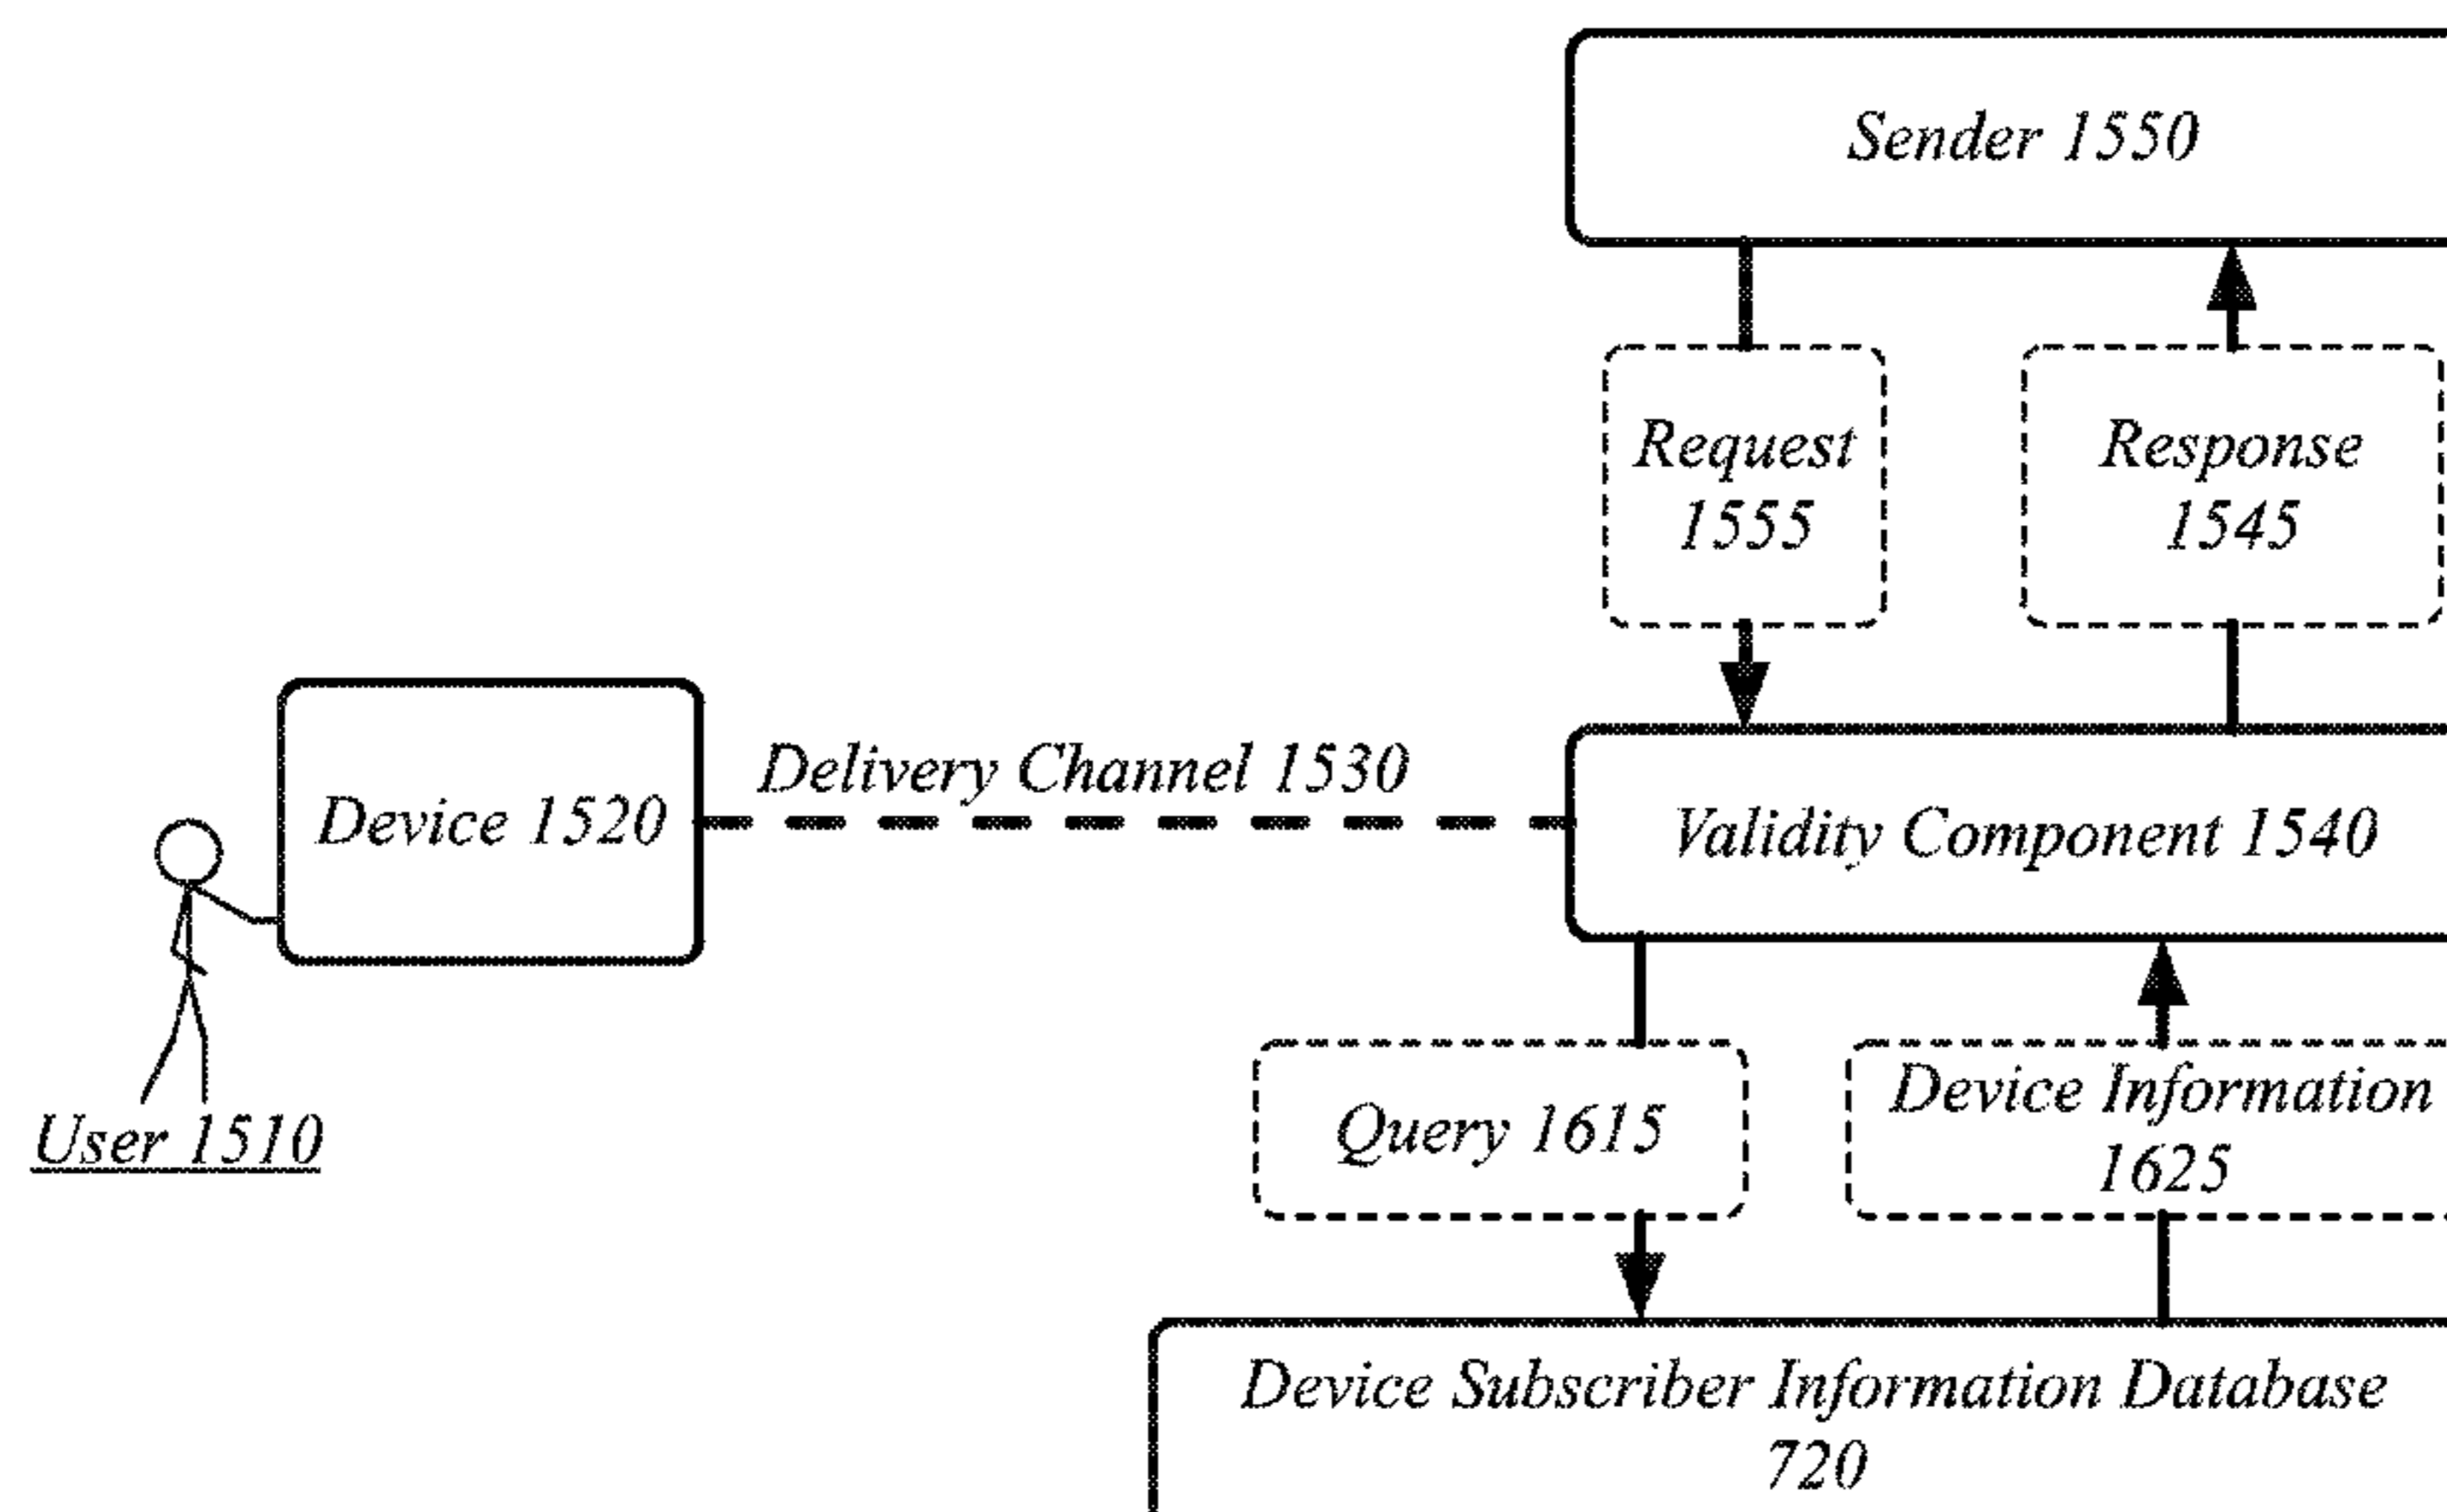 Sender 1550
Request
1555
Response
1545
Delivery Channel 1530
Device 1520
Validity Component 1540
User 1510
Query 1615
Device Information
1625
Device Subscriber Information Database
720